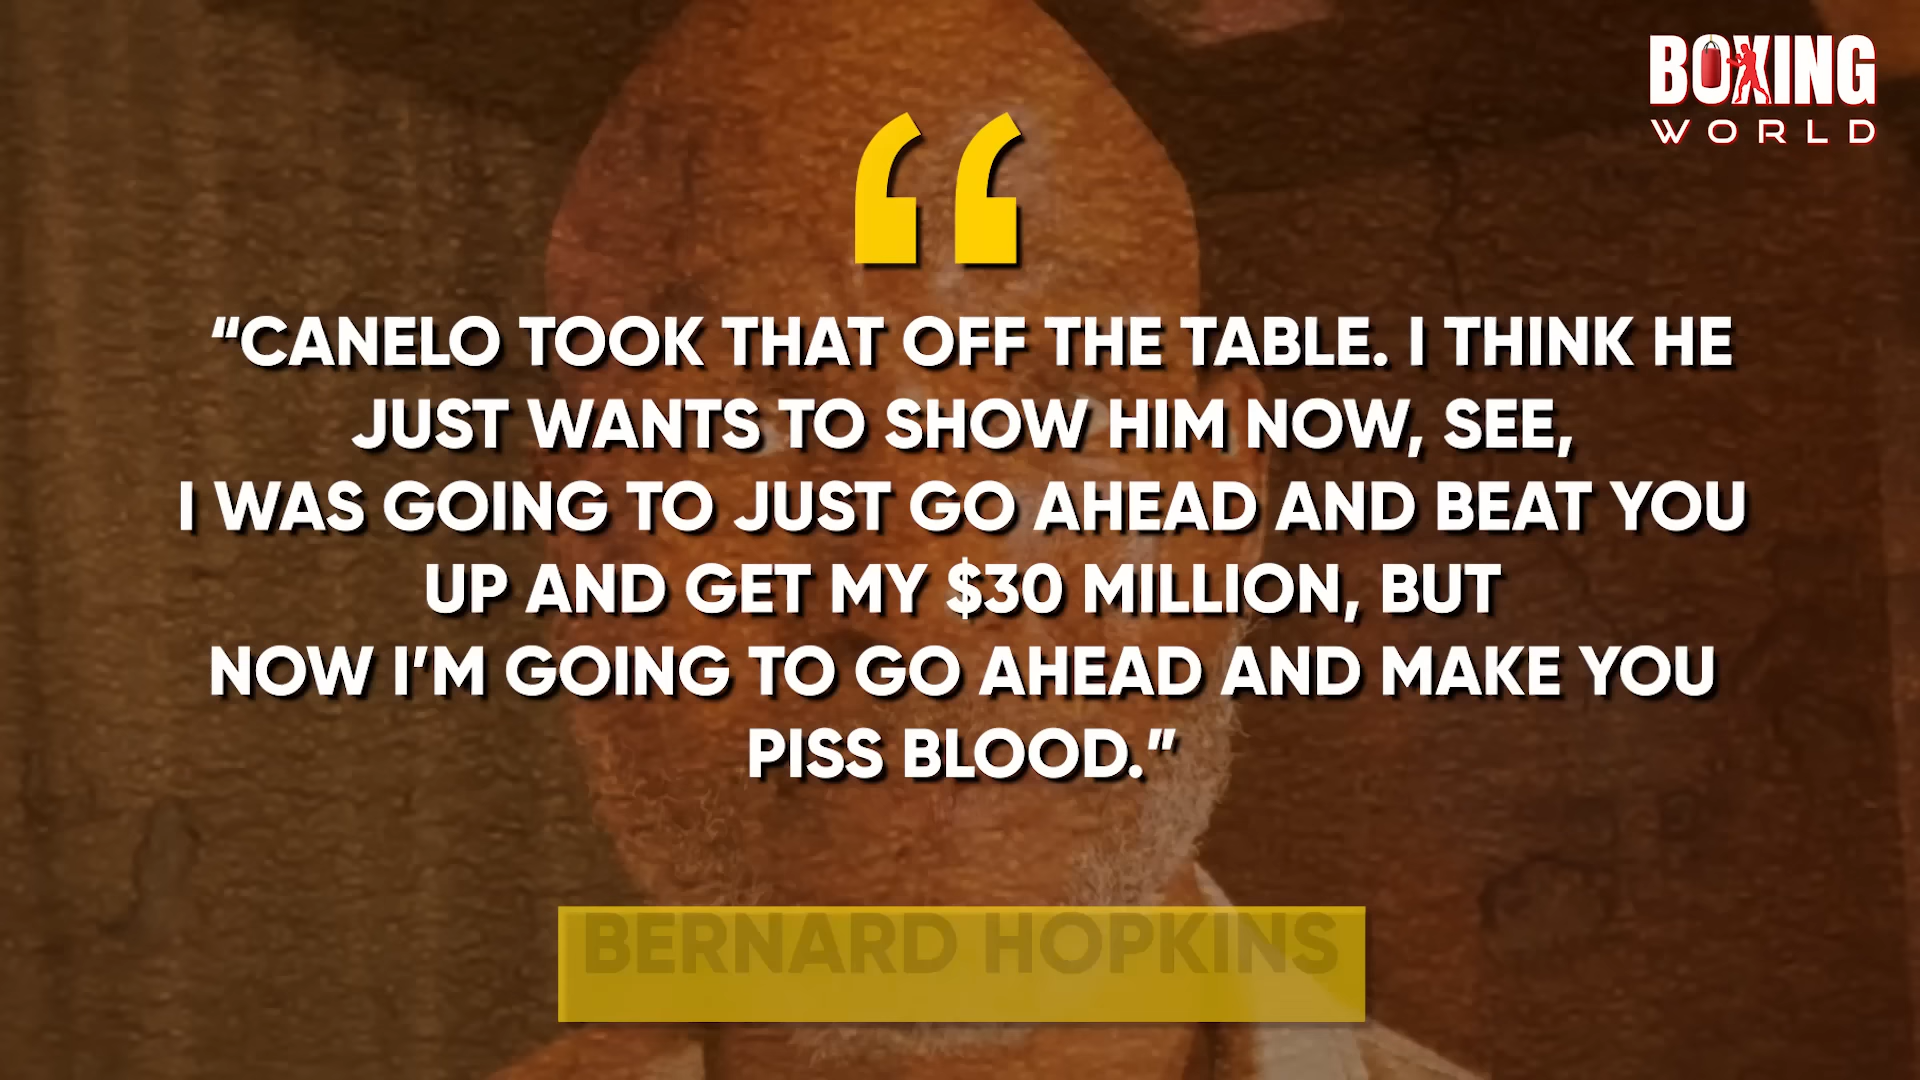 BOXING
WORLD
“CANELO TOOK THAT OFF THE TABLE. I THINK HE
JUST WANTS TO SHOW HIM NOW, SEE,
I WAS GOING TO JUST GO AHEAD AND BEAT YOU
UP AND GET MY $30 MILLION, BUT
NOW I’M GOING TO GO AHEAD AND MAKE YOU
PISS BLOOD.”
BERNARD HOPKINS